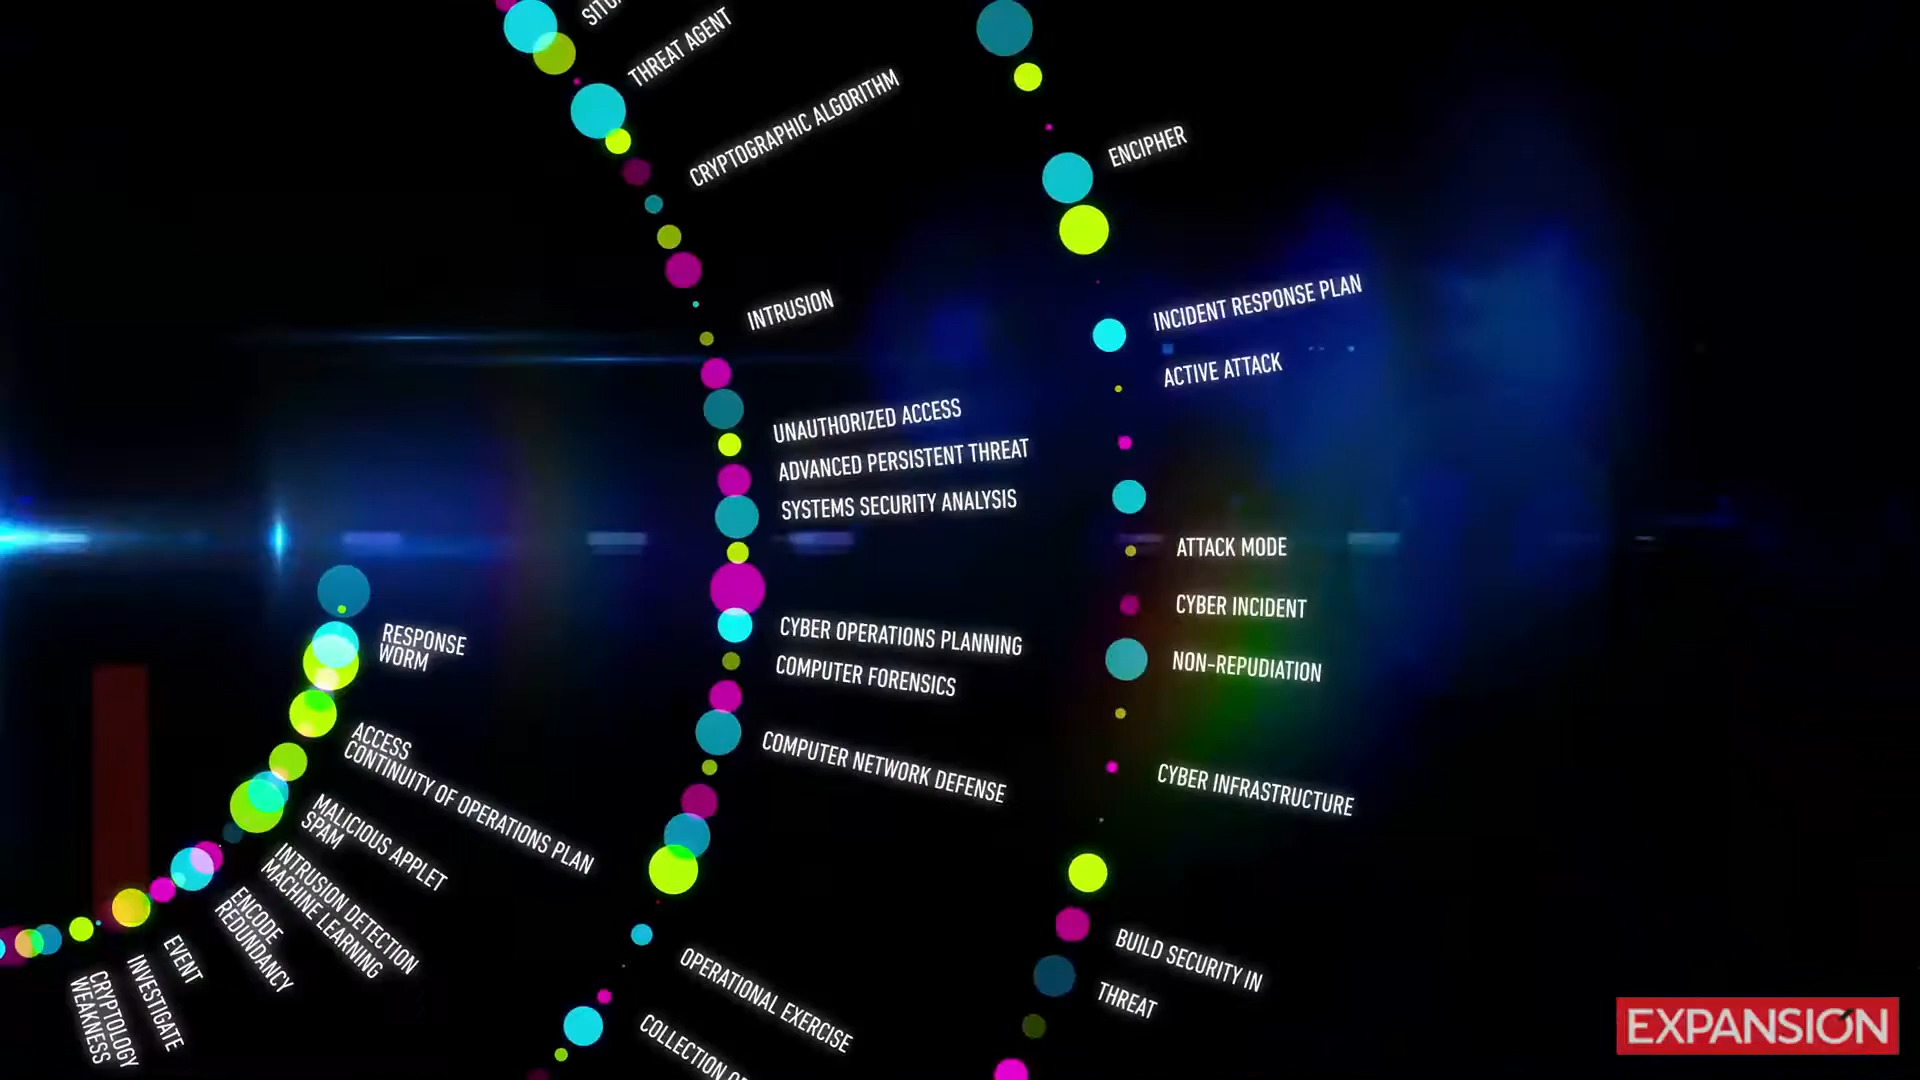 THREAT AGENT
CRYPTOGRAPHIC ALGORITHM
INTRUSION
UNAUTHORIZED ACCESS
ADVANCED PERSISTENT THREAT
SYSTEMS SECURITY ANALYSIS
CYBER OPERATIONS PLANNING
COMPUTER FORENSICS
COMPUTER NETWORK DEFENSE
OPERATIONAL EXERCISE
COLLECTION
ENCIPHER
INCIDENT RESPONSE PLAN
ACTIVE ATTACK
ATTACK MODE
CYBER INCIDENT
NON-REPUDIATION
CYBER INFRASTRUCTURE
BUILD SECURITY IN
THREAT
RESPONSE
WORM
ACCESS
CONTINUITY OF OPERATIONS PLAN
MALICIOUS APPLET
SPAM
INTRUSION DETECTION
MACHINE LEARNING
ENCODE
REDUNDANCY
EVENT
INVESTIGATE
CRYPTOLOGY
WEAKNESS
EXPANSIÓN